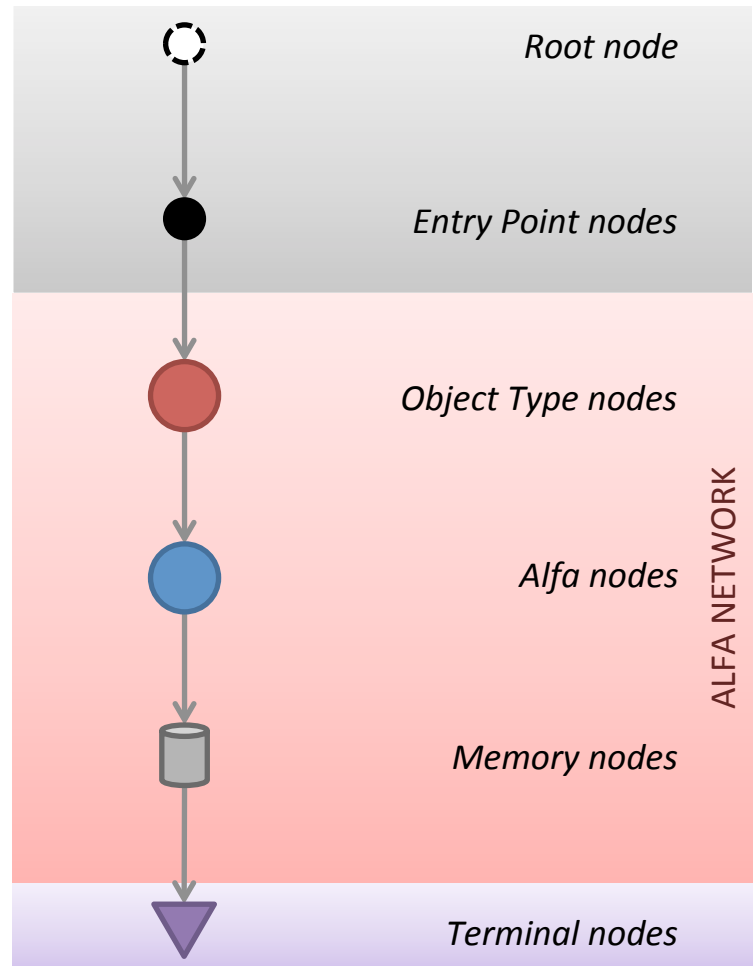 Root node
Entry Point nodes
Object Type nodes
Alfa nodes
Memory nodes
ALFA NETWORK
Terminal nodes